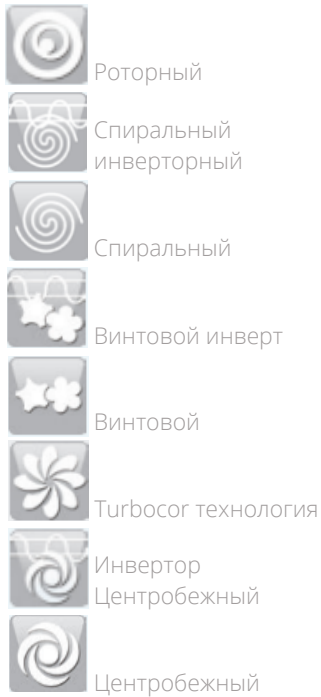 Роторный
Спиральный
инверторный
Спиральный
Винтовой инверт
Винтовой
Turbocor технология
Инвертор
Центробежный
Центробежный